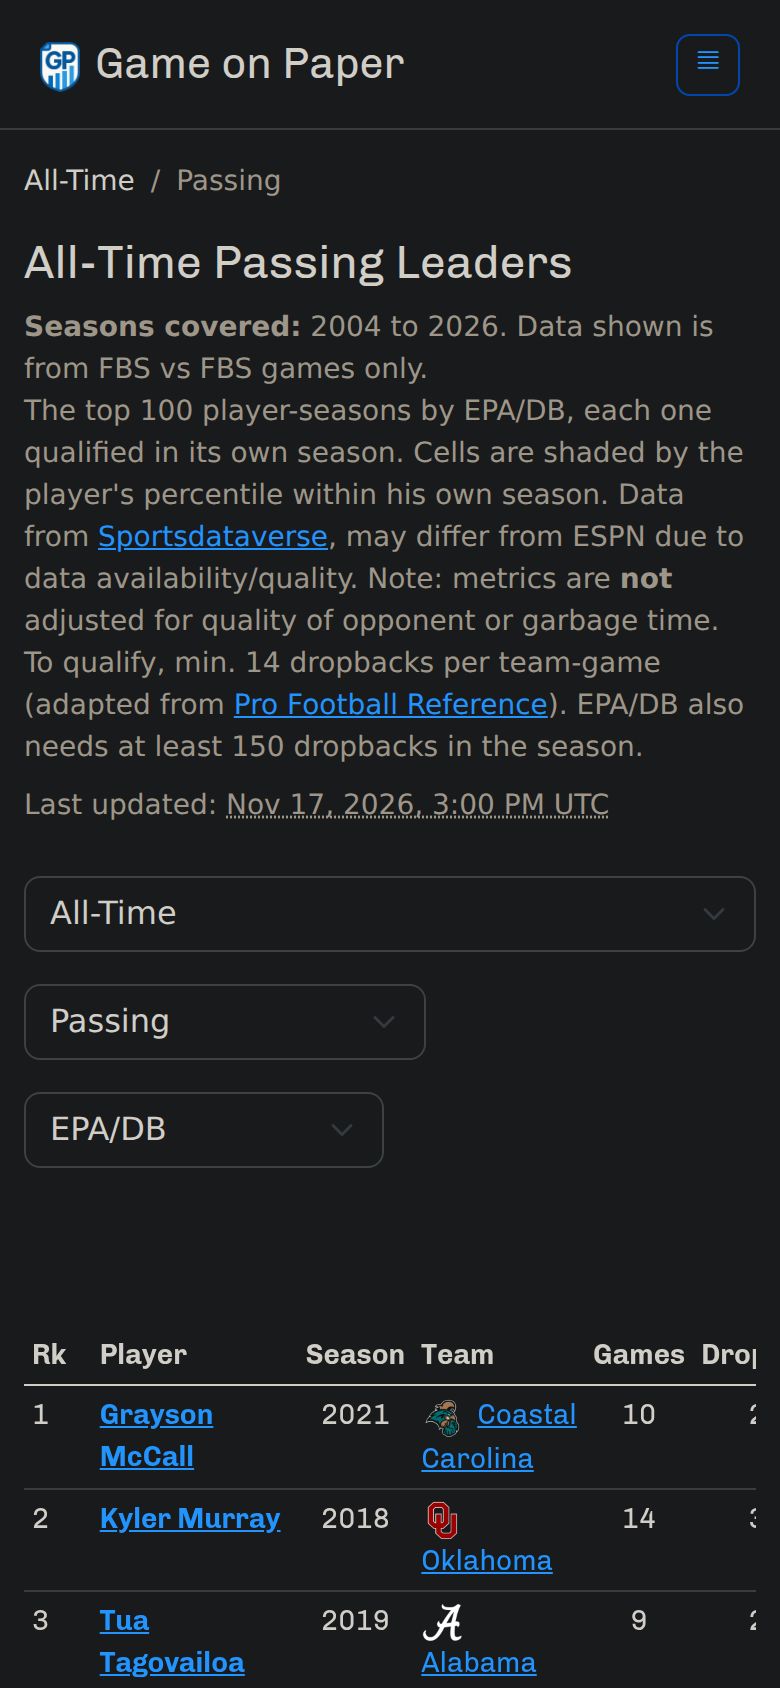 GP Game on Paper
All-Time / Passing
All-Time Passing Leaders
Seasons covered: 2004 to 2026. Data shown is
from FBS vs FBS games only.
The top 100 player-seasons by EPA/DB, each one
qualified in its own season. Cells are shaded by the
player's percentile within his own season. Data
from Sportsdataverse, may differ from ESPN due to
data availability/quality. Note: metrics are not
adjusted for quality of opponent or garbage time.
To qualify, min. 14 dropbacks per team-game
(adapted from Pro Football Reference). EPA/DB also
needs at least 150 dropbacks in the season.
Last updated: Nov 17, 2026, 3:00 PM UTC
All-Time
Passing
EPA/DB
Rk Player Season Team Games
1 Grayson McCall 2021 Coastal Carolina 10
2 Kyler Murray 2018 OU Oklahoma 14
3 Tua Tagovailoa 2019 A Alabama 9